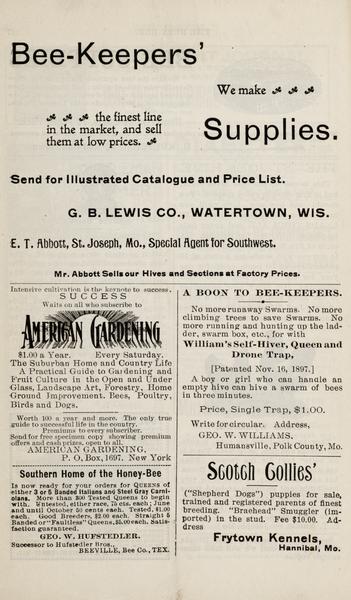 Bee-Keepers'
We make
the finest line
in the market, and sell
them at low prices.
Supplies.
Send for Illustrated Catalogue and Price List.
G. B. LEWIS CO., WATERTOWN, WIS.
E. T. Abbott, St. Joseph, Mo., Special Agent for Southwest.
Mr. Abbott Sells our Hives and Sections at Factory Prices.
Intensive cultivation is the keynote to success.
SUCCESS
Waits on all who subscribe to
AMERICAN GARDENING
$1.00 a Year. Every Saturday.
The Suburban Home and Country Life
A Practical Guide to Gardening and
Fruit Culture in the Open and Under
Glass, Landscape Art, Forestry, Home
Ground Improvement. Bees, Poultry,
Birds and Dogs.
Worth 100 a year and more. The only true
guide to successful life in the country.
Premiums to every subscriber.
Send for free specimen copy showing premium
offers and cash prizes, open to all.
AMERICAN GARDENING,
P. O. Box, 1697. New York
Southern Home of the Honey-Bee
Is now ready for your orders for QUEENS of
either 3 or 5 Banded Italians and Steel Gray Carni-
olans. More than 300 Tested Queens to begin
with. Untested, either race, 75 cts. each; June
and until October 50 cents each. Tested, $1.00
each. Good Breeders, $2.00 each. Straight 5
Banded or "Faultless" Queens, $5.00 each. Satis-
faction guaranteed.
GEO. W. HUFSTEDLER.
Successor to Hufstedler Bros.,
BEEVILLE, Bee Co., TEX.
A BOON TO BEE-KEEPERS.
No more runaway Swarms. No more
climbing trees to save Swarms. No
more running and hunting up the lad-
der, swarm box, etc., for with
William's Self-Hiver, Queen and
Drone Trap,
[Patented Nov. 16, 1897.]
A boy or girl who can handle an
empty hive can hive a swarm of bees
in three minutes.
Price, Single Trap, $1.00.
Write for circular. Address,
GEO. W. WILLIAMS.
Humansville, Polk County, Mo.
Scotch Collies'
("Shepherd Dogs") puppies for sale,
trained and registered parents of finest
breeding. "Braehead" Smuggler (im-
ported) in the stud. Fee $10.00. Ad-
dress
Frytown Kennels,
Hannibal, Mo.